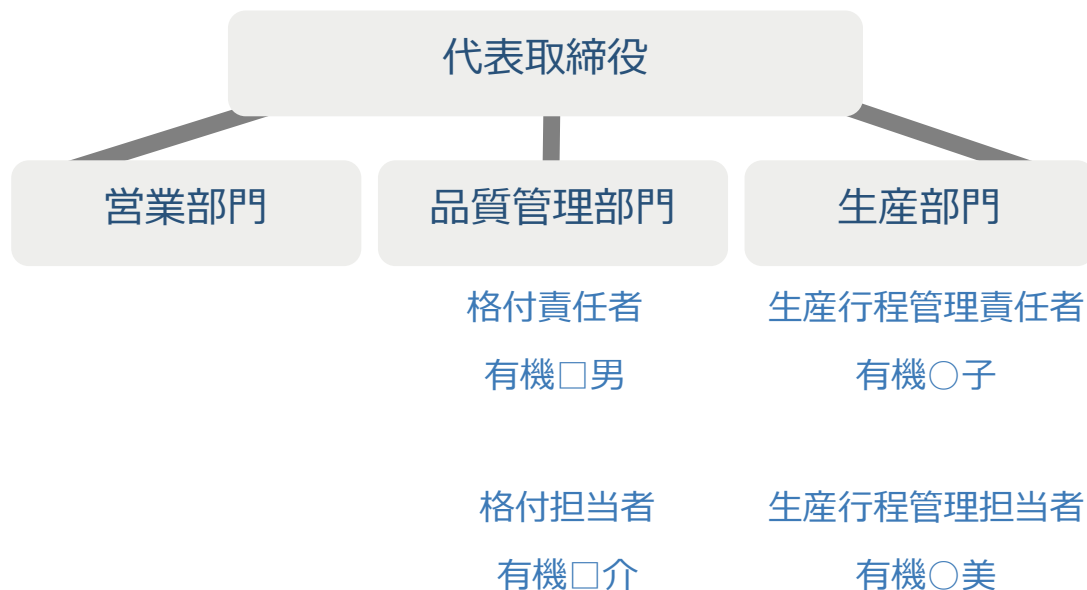 代表取締役
営業部門
品質管理部門
生産部門
格付責任者
有機□男
生産行程管理責任者
有機○子
格付担当者
有機□介
生産行程管理担当者
有機○美